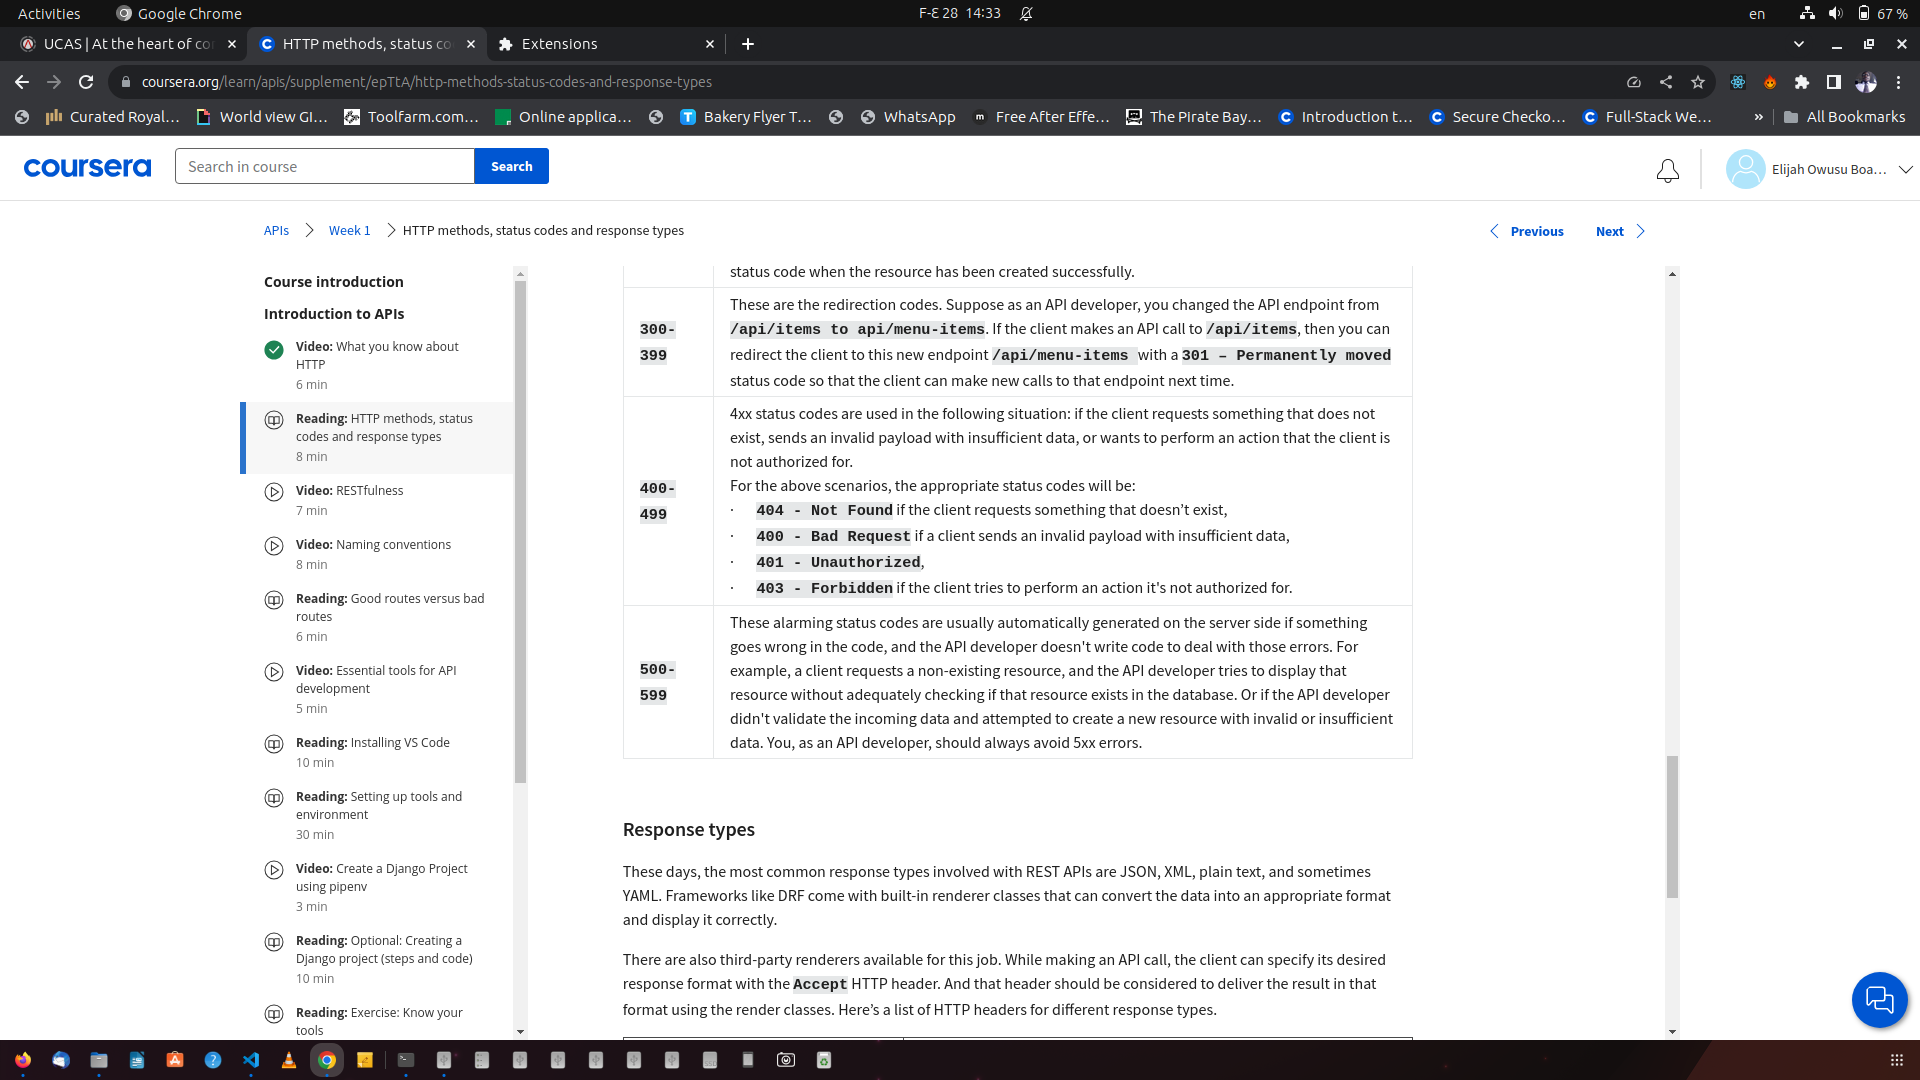 Activities
Google Chrome
F-Ɛ 28 14:33
en
67 %
UCAS | At the heart of co
HTTP methods, status co
Extensions
coursera.org/learn/apis/supplement/epTtA/http-methods-status-codes-and-response-types
Curated Royal…
World view GI…
Toolfarm.com…
Online applica…
Bakery Flyer T…
WhatsApp
Free After Effe…
The Pirate Bay…
Introduction t…
Secure Checko…
Full-Stack We…
»
All Bookmarks
coursera
Search in course
Search
Elijah Owusu Boa…
APIs
Week 1
HTTP methods, status codes and response types
Previous
Next
Course introduction
Introduction to APIs
Video: What you know about
HTTP
6 min
Reading: HTTP methods, status
codes and response types
8 min
Video: RESTfulness
7 min
Video: Naming conventions
8 min
Reading: Good routes versus bad
routes
6 min
Video: Essential tools for API
development
5 min
Reading: Installing VS Code
10 min
Reading: Setting up tools and
environment
30 min
Video: Create a Django Project
using pipenv
3 min
Reading: Optional: Creating a
Django project (steps and code)
10 min
Reading: Exercise: Know your
tools
status code when the resource has been created successfully.
300-
399
These are the redirection codes. Suppose as an API developer, you changed the API endpoint from
/api/items to api/menu-items. If the client makes an API call to /api/items, then you can
redirect the client to this new endpoint /api/menu-items with a 301 – Permanently moved
status code so that the client can make new calls to that endpoint next time.
400-
499
4xx status codes are used in the following situation: if the client requests something that does not
exist, sends an invalid payload with insufficient data, or wants to perform an action that the client is
not authorized for.
For the above scenarios, the appropriate status codes will be:
· 404 - Not Found if the client requests something that doesn’t exist,
· 400 - Bad Request if a client sends an invalid payload with insufficient data,
· 401 - Unauthorized,
· 403 - Forbidden if the client tries to perform an action it's not authorized for.
500-
599
These alarming status codes are usually automatically generated on the server side if something
goes wrong in the code, and the API developer doesn't write code to deal with those errors. For
example, a client requests a non-existing resource, and the API developer tries to display that
resource without adequately checking if that resource exists in the database. Or if the API developer
didn't validate the incoming data and attempted to create a new resource with invalid or insufficient
data. You, as an API developer, should always avoid 5xx errors.
Response types
These days, the most common response types involved with REST APIs are JSON, XML, plain text, and sometimes
YAML. Frameworks like DRF come with built-in renderer classes that can convert the data into an appropriate format
and display it correctly.
There are also third-party renderers available for this job. While making an API call, the client can specify its desired
response format with the Accept HTTP header. And that header should be considered to deliver the result in that
format using the render classes. Here’s a list of HTTP headers for different response types.